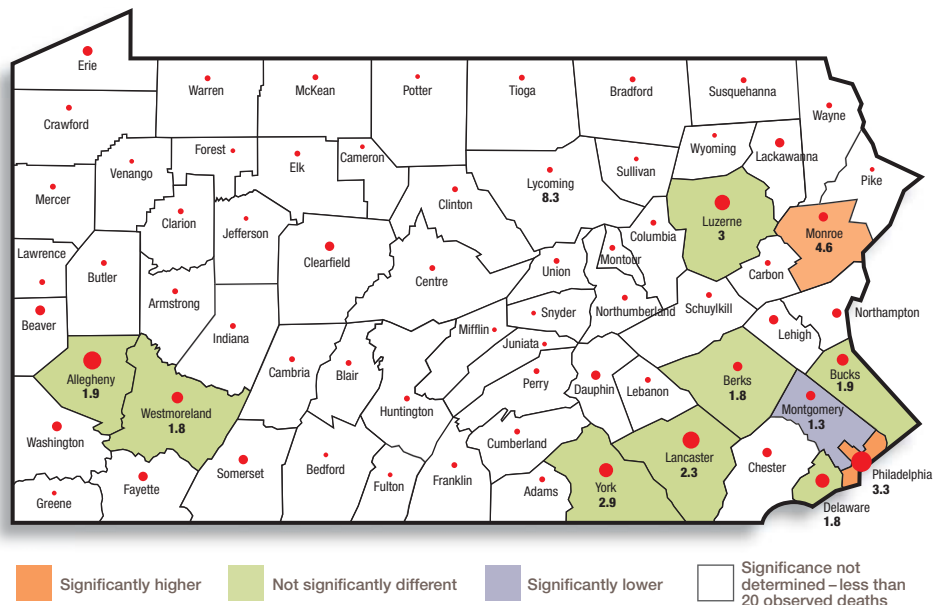 Erie
Warren
McKean
Potter
Tioga
Bradford
Susquehanna
Wayne
Crawford
Forest
Elk
Cameron
Venango
Wyoming
Lackawanna
Sullivan
Pike
Mercer
Lycoming
8.3
Clinton
Clarion
Jefferson
Luzerne
3
Monroe
4.6
Columbia
Montour
Lawrence
Butler
Clearfield
Centre
Union
Carbon
Armstrong
Snyder
Northumberland
Schuylkill
Northampton
Beaver
Indiana
Mifflin
Juniata
Lehigh
Allegheny
1.9
Cambria
Blair
Perry
Dauphin
Lebanon
Berks
1.8
Bucks
1.9
Westmoreland
1.8
Huntington
Montgomery
1.3
Washington
Somerset
Bedford
Cumberland
Lancaster
2.3
Chester
Philadelphia
3.3
Greene
Fayette
Fulton
Franklin
Adams
York
2.9
Delaware
1.8
Significantly higher
Not significantly different
Significantly lower
Significance not
determined – less than
20 observed deaths